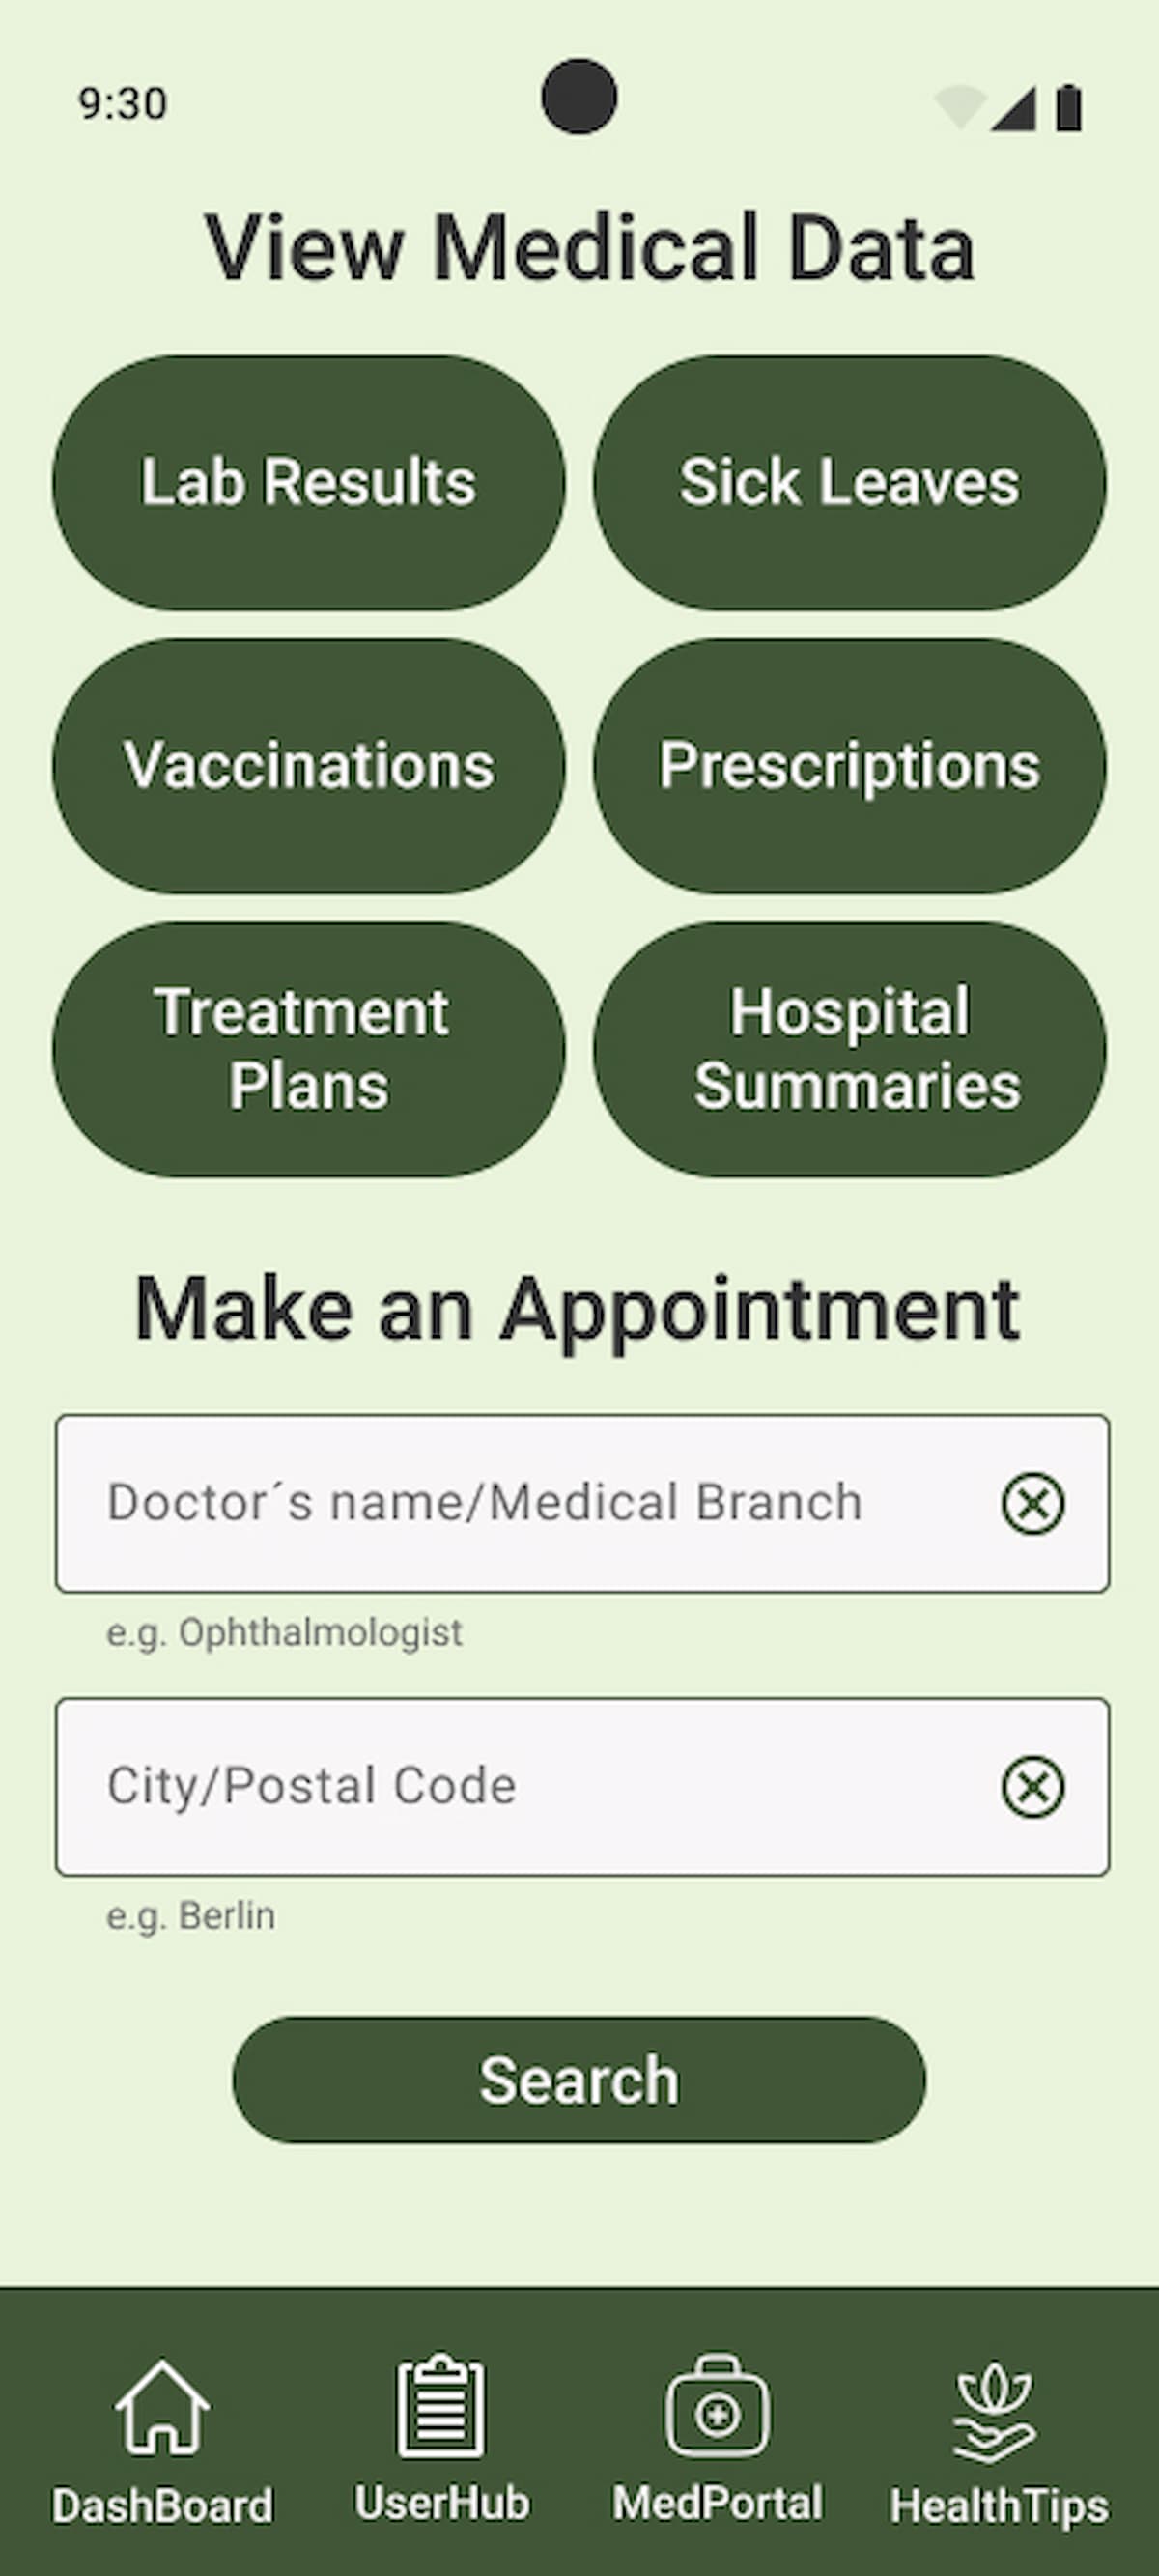 9:30
View Medical Data
Lab Results
Sick Leaves
Vaccinations
Prescriptions
Treatment
Plans
Hospital
Summaries
Make an Appointment
Doctor´s name/Medical Branch
e.g. Ophthalmologist
City/Postal Code
e.g. Berlin
Search
DashBoard
UserHub
MedPortal
HealthTips